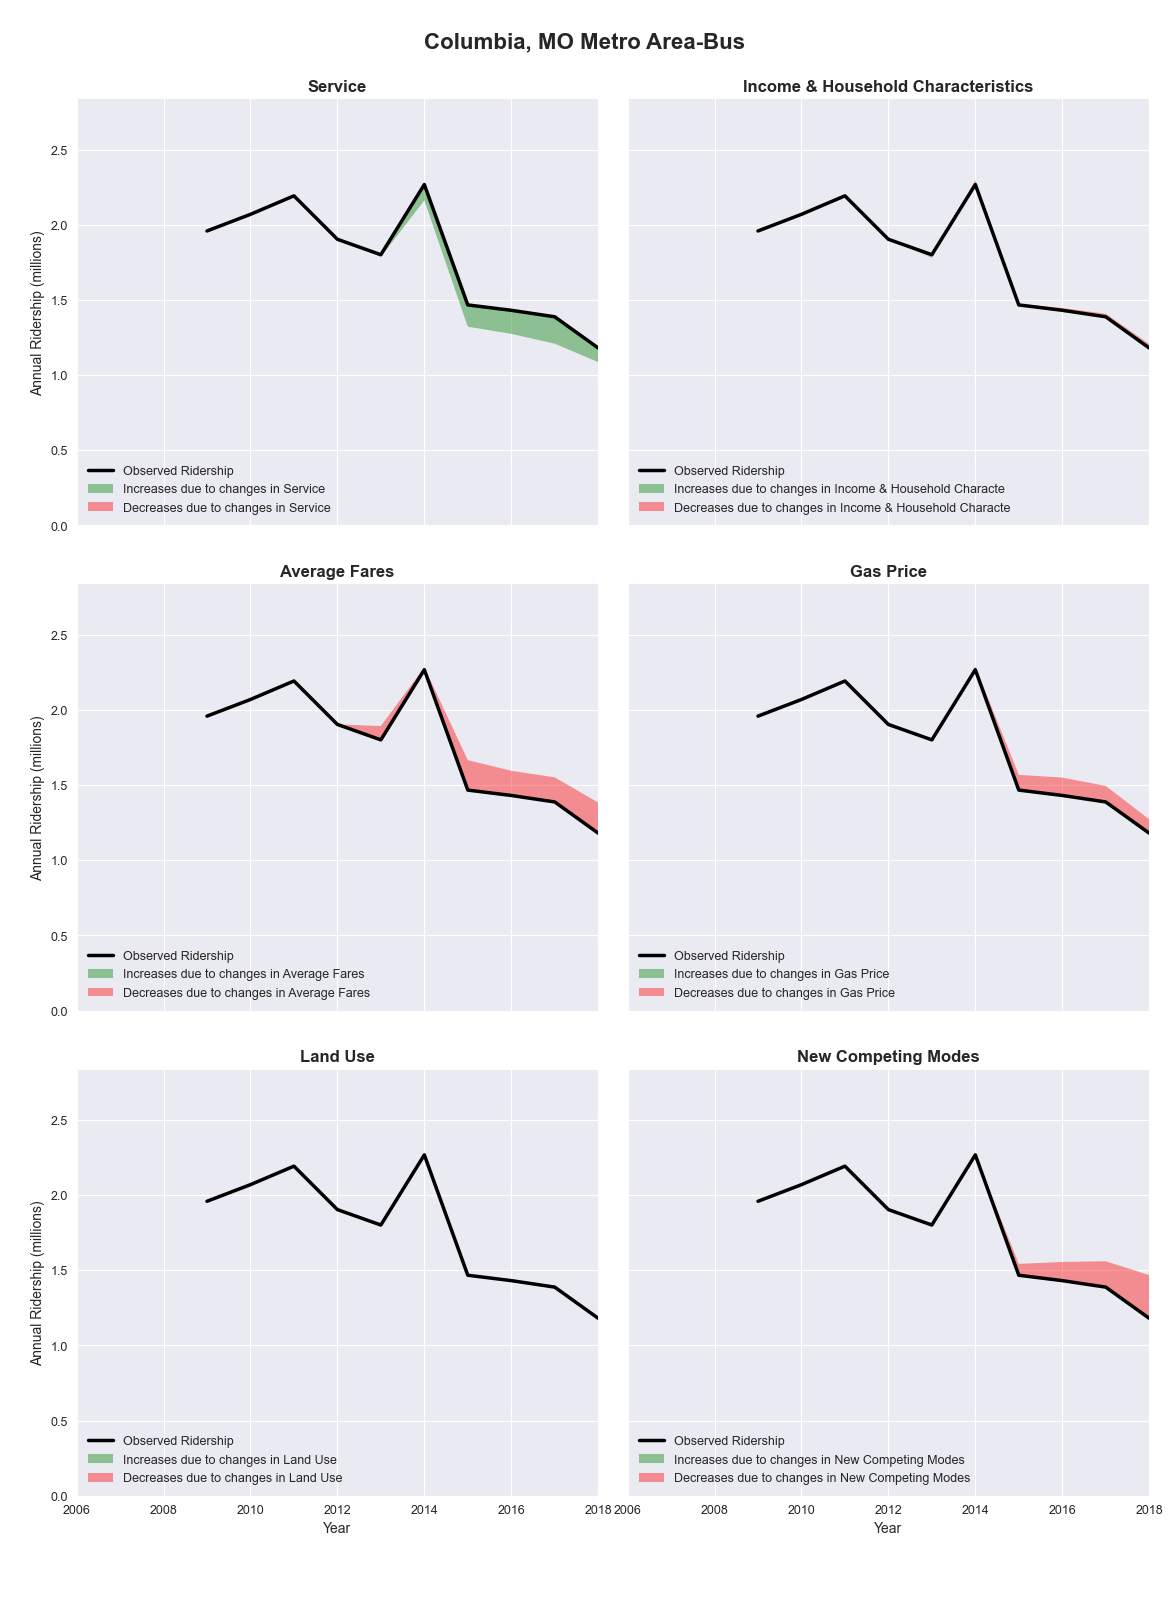 Columbia, MO Metro Area-Bus
Service
Annual Ridership (millions)
2.5
2.0
1.5
1.0
0.5
0.0
Observed Ridership
Increases due to changes in Service
Decreases due to changes in Service
Income & Household Characteristics
Observed Ridership
Increases due to changes in Income & Household Characte
Decreases due to changes in Income & Household Characte
Average Fares
Annual Ridership (millions)
2.5
2.0
1.5
1.0
0.5
0.0
Observed Ridership
Increases due to changes in Average Fares
Decreases due to changes in Average Fares
Gas Price
Observed Ridership
Increases due to changes in Gas Price
Decreases due to changes in Gas Price
Land Use
Annual Ridership (millions)
2.5
2.0
1.5
1.0
0.5
0.0
Observed Ridership
Increases due to changes in Land Use
Decreases due to changes in Land Use
2006 2008 2010 2012 2014 2016 2018
Year
New Competing Modes
Observed Ridership
Increases due to changes in New Competing Modes
Decreases due to changes in New Competing Modes
2006 2008 2010 2012 2014 2016 2018
Year